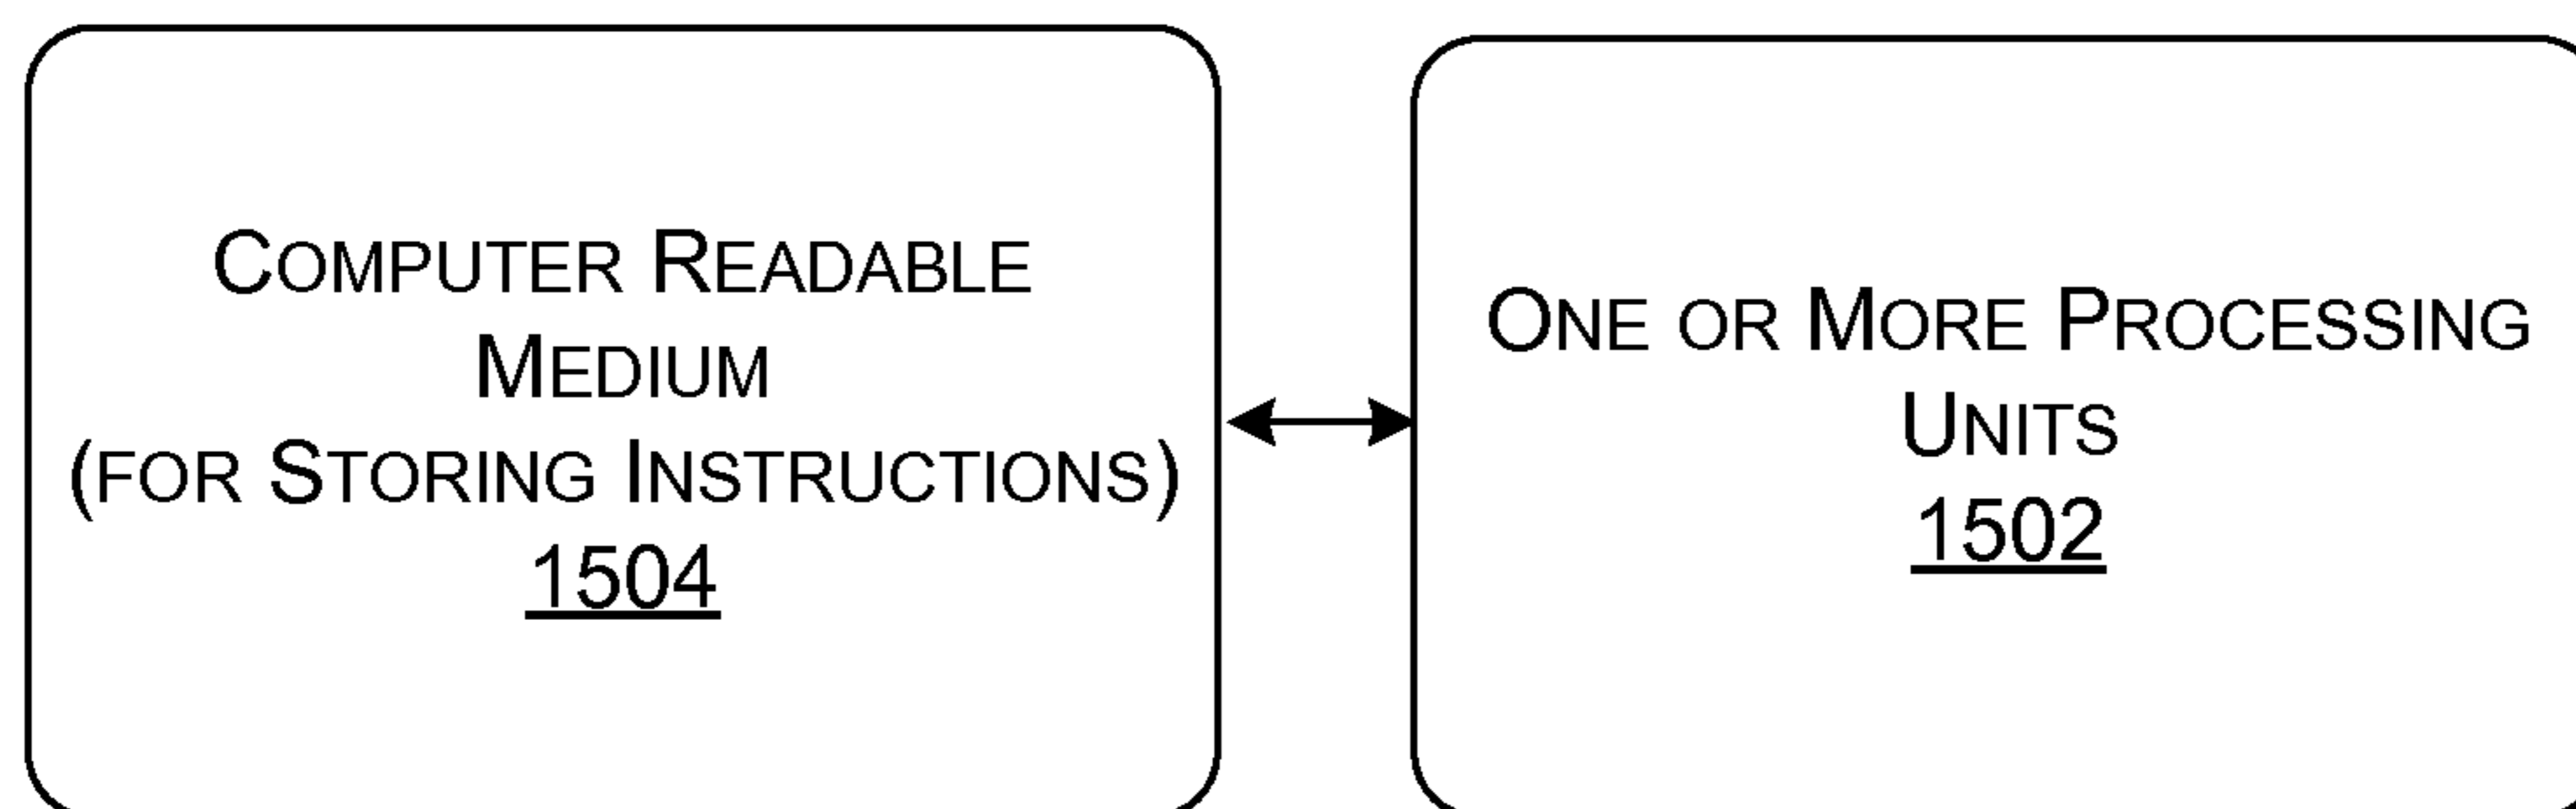 COMPUTER READABLE
MEDIUM
(FOR STORING INSTRUCTIONS)
1504
ONE OR MORE PROCESSING
UNITS
1502